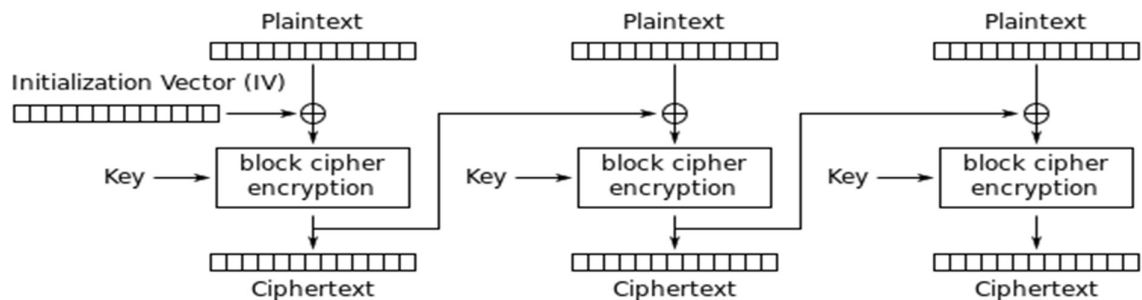 Plaintext
Plaintext
Plaintext
Initialization Vector (IV)
Key
block cipher
encryption
Key
block cipher
encryption
Key
block cipher
encryption
Ciphertext
Ciphertext
Ciphertext